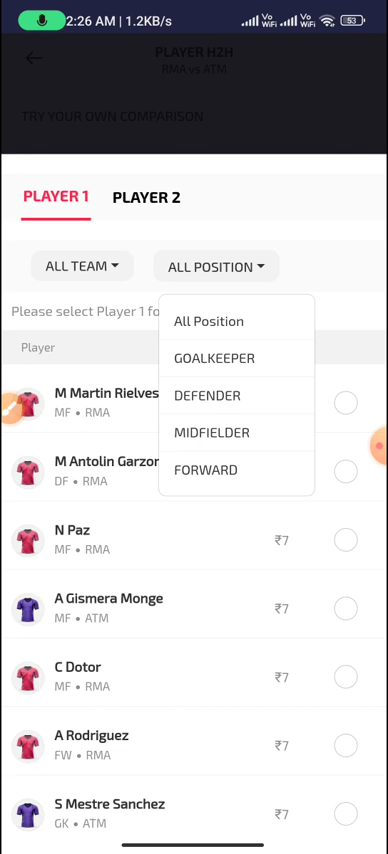 2:26 AM | 1.2KB/s
Vo WiFi Vo WiFi 53
PLAYER H2H
RMA vs ATM
TRY YOUR OWN COMPARISON
PLAYER 1 PLAYER 2
ALL TEAM ALL POSITION
Please select Player 1 fo
All Position
GOALKEEPER
DEFENDER
MIDFIELDER
FORWARD
Player
M Martin Rielves
MF • RMA
M Antolin Garzor
DF • RMA
N Paz
MF • RMA
₹7
A Gismera Monge
MF • ATM
₹7
C Dotor
MF • RMA
₹7
A Rodriguez
FW • RMA
₹7
S Mestre Sanchez
GK • ATM
₹7